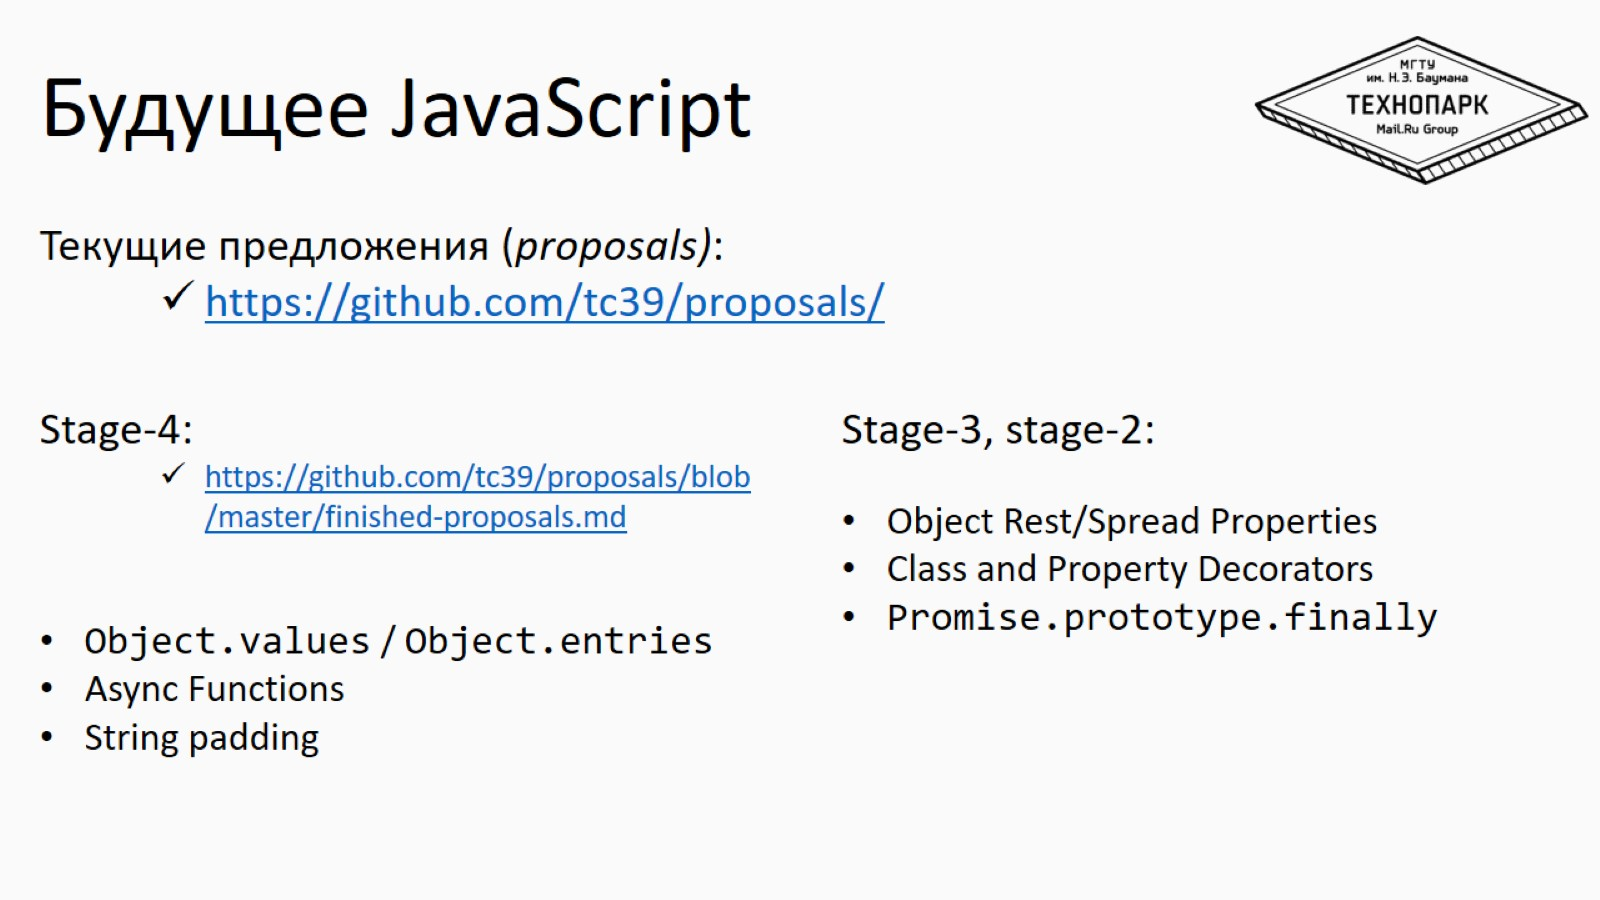 Будущее JavaScript
МГТУ
им. Н.Э. Баумана
ТЕХНОПАРК
Mail.Ru Group
Текущие предложения (proposals):
✓ https://github.com/tc39/proposals/
Stage-4:
✓ https://github.com/tc39/proposals/blob
/master/finished-proposals.md
• Object.values / Object.entries
• Async Functions
• String padding
Stage-3, stage-2:
• Object Rest/Spread Properties
• Class and Property Decorators
• Promise.prototype.finally